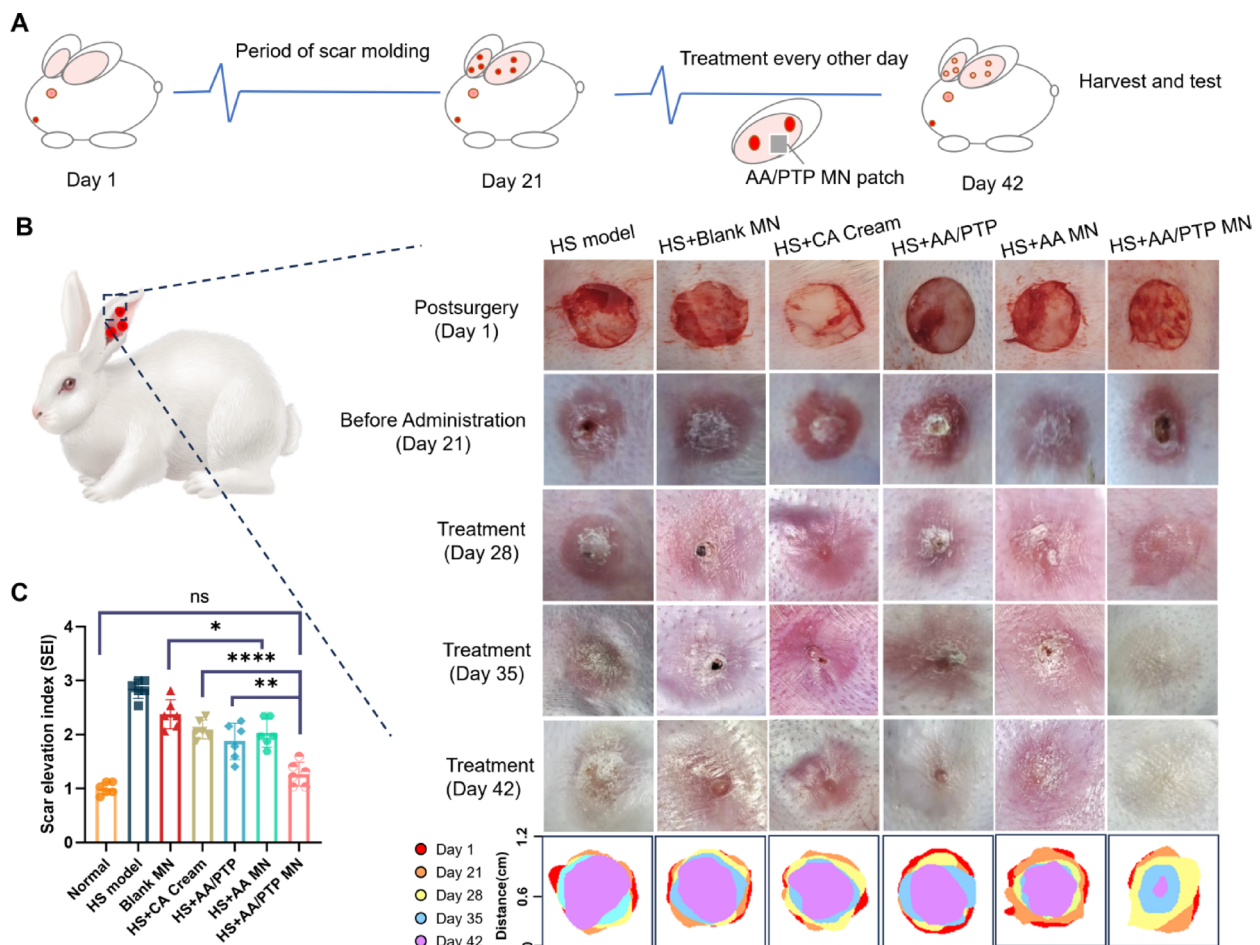 A
Period of scar molding
Treatment every other day
Harvest and test
AA/PTP MN patch
Day 1
Day 21
Day 42
B
HS model
HS+Blank MN
HS+CA Cream
HS+AA/PTP
HS+AA MN
HS+AA/PTP MN
Postsurgery
(Day 1)
Before Administration
(Day 21)
Treatment
(Day 28)
Treatment
(Day 35)
Treatment
(Day 42)
C
ns
*
****
**
Scar elevation index (SEI)
4
3
2
1
0
Normal
HS model
Blank MN
HS+CA Cream
HS+AA/PTP
HS+AA MN
HS+AA/PTP MN
Day 1
Day 21
Day 28
Day 35
Day 42
Distance(cm)
1.2
0.6